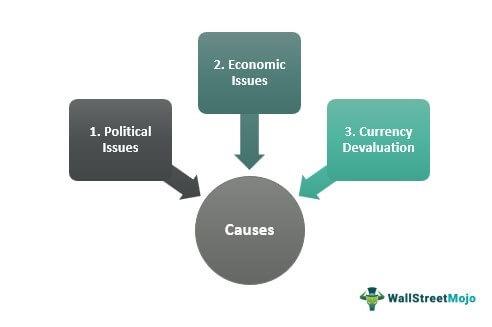 1. Political
Issues
2. Economic
Issues
3. Currency
Devaluation
Causes
WallStreetMojo